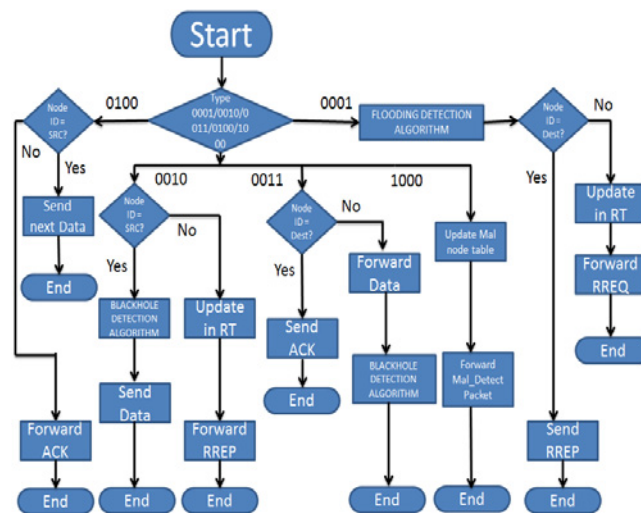 Start
Node
ID =
SRC?
0100
Type
0001/0010/0
011/0100/10
00
0001
FLOODING DETECTION
ALGORITHM
Node
ID =
Dest?
No
No
Yes
Send
next Data
End
0010
Node
ID =
SRC?
No
Yes
BLACKHOLE
DETECTION
ALGORITHM
Send
Data
End
Update
in RT
Forward
RREP
End
0011
Node
ID =
Dest?
No
Yes
Send
ACK
End
Forward
Data
BLACKHOLE
DETECTION
ALGORITHM
End
1000
Update Mal
node table
Forward
Mal_Detect
Packet
End
Yes
Update
in RT
Forward
RREQ
End
Send
RREP
End
Forward
ACK
End